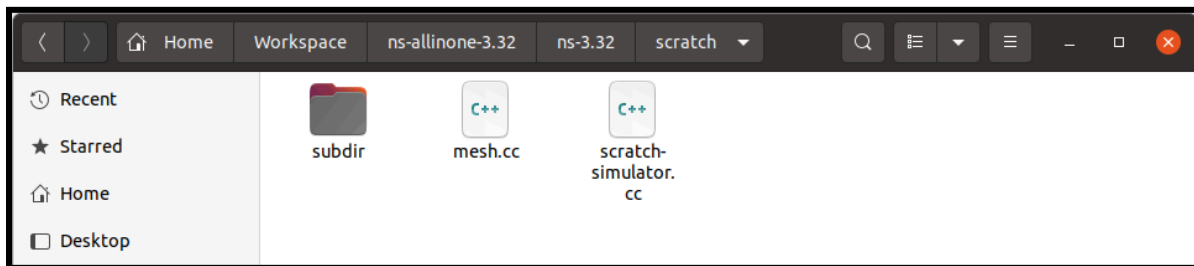 Home Workspace ns-allinone-3.32 ns-3.32 scratch
Recent
Starred
Home
Desktop
C++
subdir
C++
mesh.cc
C++
scratch-
simulator.
cc